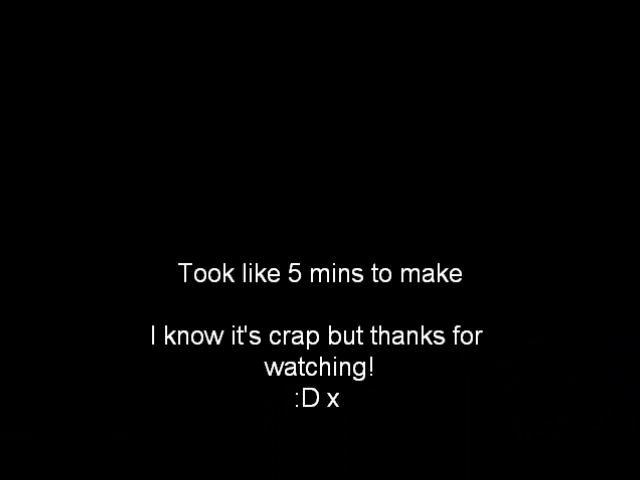 Took like 5 mins to make
I know it's crap but thanks for
watching!
:D x